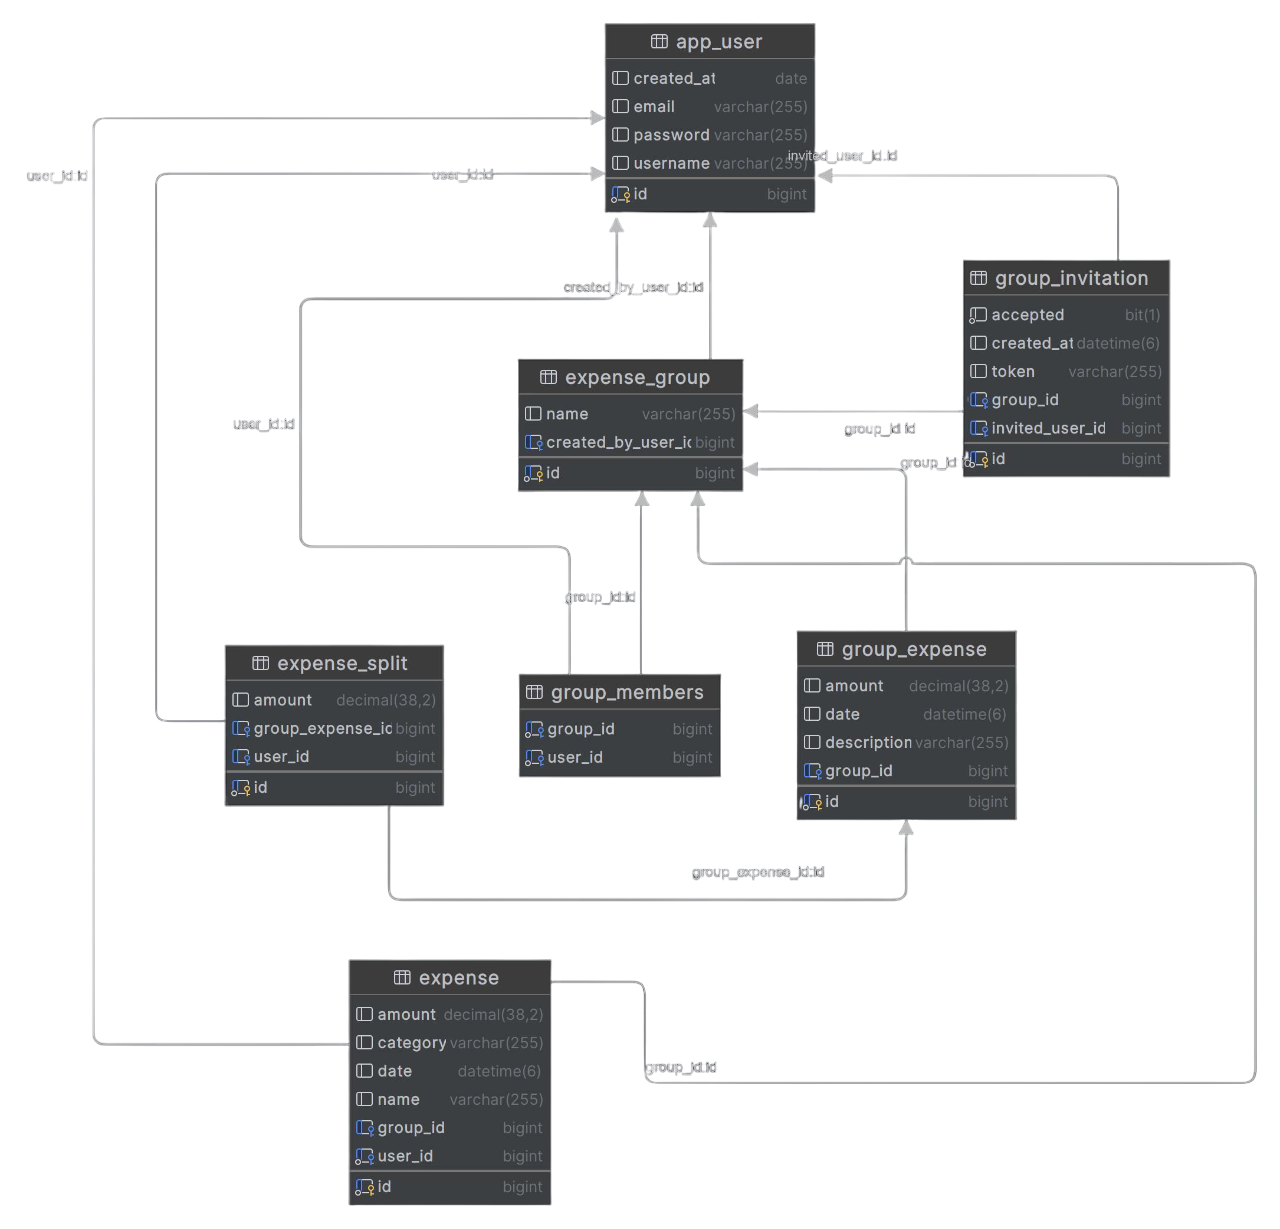 app_user
created_at date
email varchar(255)
password varchar(255)
username varchar(255)
id bigint
invited_user_id:id
user_id:id
user_id:id
created_by_user_id:id
group_invitation
accepted bit(1)
created_at datetime(6)
token varchar(255)
group_id bigint
invited_user_id bigint
id bigint
expense_group
name varchar(255)
created_by_user_id bigint
id bigint
group_id:id
group_id:id
user_id:id
group_id:id
expense_split
amount decimal(38,2)
group_expense_id bigint
user_id bigint
id bigint
group_members
group_id bigint
user_id bigint
group_expense
amount decimal(38,2)
date datetime(6)
description varchar(255)
group_id bigint
id bigint
group_expense_id:id
expense
amount decimal(38,2)
category varchar(255)
date datetime(6)
name varchar(255)
group_id bigint
user_id bigint
id bigint
group_id:id